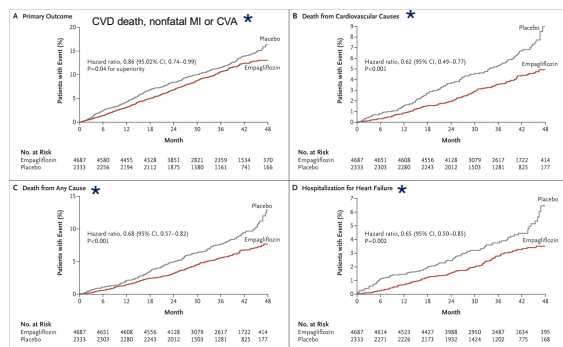 A Primary Outcome
CVD death, nonfatal MI or CVA *
Patients with Event (%)
20
15
10
5
0
Hazard ratio, 0.86 (95.02% CI, 0.74–0.99)
P=0.04 for superiority
Placebo
Empagliflozin
0 6 12 18 24 30 36 42 48
Month
No. at Risk
Empagliflozin 4687 4580 4455 4328 3851 2821 2359 1534 370
Placebo 2333 2256 2194 2112 1875 1380 1161 741 166
B Death from Cardiovascular Causes *
Patients with Event (%)
9
8
7
6
5
4
3
2
1
0
Hazard ratio, 0.62 (95% CI, 0.49–0.77)
P<0.001
Placebo
Empagliflozin
0 6 12 18 24 30 36 42 48
Month
No. at Risk
Empagliflozin 4687 4651 4608 4556 4128 3079 2617 1722 414
Placebo 2333 2303 2280 2243 2012 1503 1281 825 177
C Death from Any Cause *
Patients with Event (%)
15
10
5
0
Hazard ratio, 0.68 (95% CI, 0.57–0.82)
P<0.001
Placebo
Empagliflozin
0 6 12 18 24 30 36 42 48
Month
No. at Risk
Empagliflozin 4687 4651 4608 4556 4128 3079 2617 1722 414
Placebo 2333 2303 2280 2243 2012 1503 1281 825 177
D Hospitalization for Heart Failure *
Patients with Event (%)
7
6
5
4
3
2
1
0
Hazard ratio, 0.65 (95% CI, 0.50–0.85)
P=0.002
Placebo
Empagliflozin
0 6 12 18 24 30 36 42 48
Month
No. at Risk
Empagliflozin 4687 4614 4523 4427 3988 2950 2487 1634 395
Placebo 2333 2271 2226 2173 1932 1424 1202 775 168